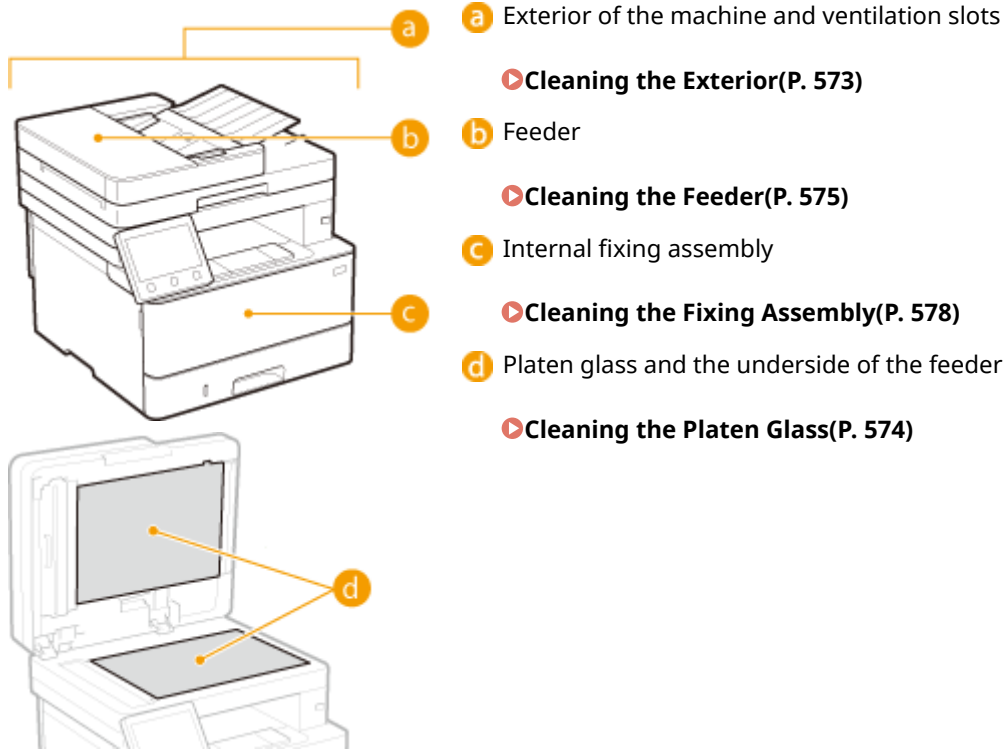 a Exterior of the machine and ventilation slots
Cleaning the Exterior(P. 573)
b Feeder
Cleaning the Feeder(P. 575)
c Internal fixing assembly
Cleaning the Fixing Assembly(P. 578)
d Platen glass and the underside of the feeder
Cleaning the Platen Glass(P. 574)
a
b
c
d